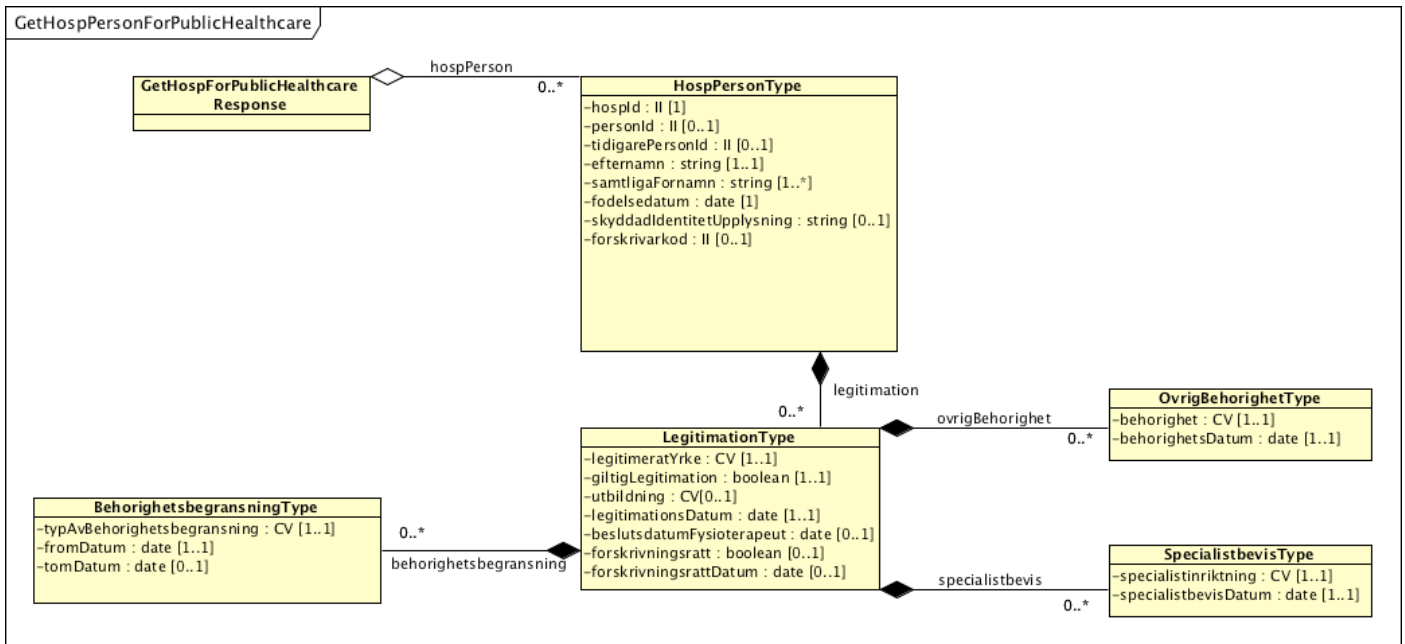 GetHospPersonForPublicHealthcare
GetHospForPublicHealthcare
Response
hospPerson
0..*
HospPersonType
-hospId : II [1]
-personId : II [0..1]
-tidigarePersonId : II [0..1]
-efternamn : string [1..1]
-samtligaFornamn : string [1..*]
-fodelsedatum : date [1]
-skyddadIdentitetUpplysning : string [0..1]
-forskrivarkod : II [0..1]
legitimation
0..*
LegitimationType
-legitimeratYrke : CV [1..1]
-giltigLegitimation : boolean [1..1]
-utbildning : CV[0..1]
-legitimationsDatum : date [1..1]
-beslutsdatumFysioterapeut : date [0..1]
-forskrivningsratt : boolean [0..1]
-forskrivningsrattDatum : date [0..1]
ovrigBehorighet
0..*
OvrigBehorighetType
-behorighet : CV [1..1]
-behorighetsDatum : date [1..1]
BehorighetsbegransningType
-typAvBehorighetsbegransning : CV [1..1]
-fromDatum : date [1..1]
-tomDatum : date [0..1]
0..*
behorighetsbegransning
specialistbevis
0..*
SpecialistbevisType
-specialistinriktning : CV [1..1]
-specialistbevisDatum : date [1..1]